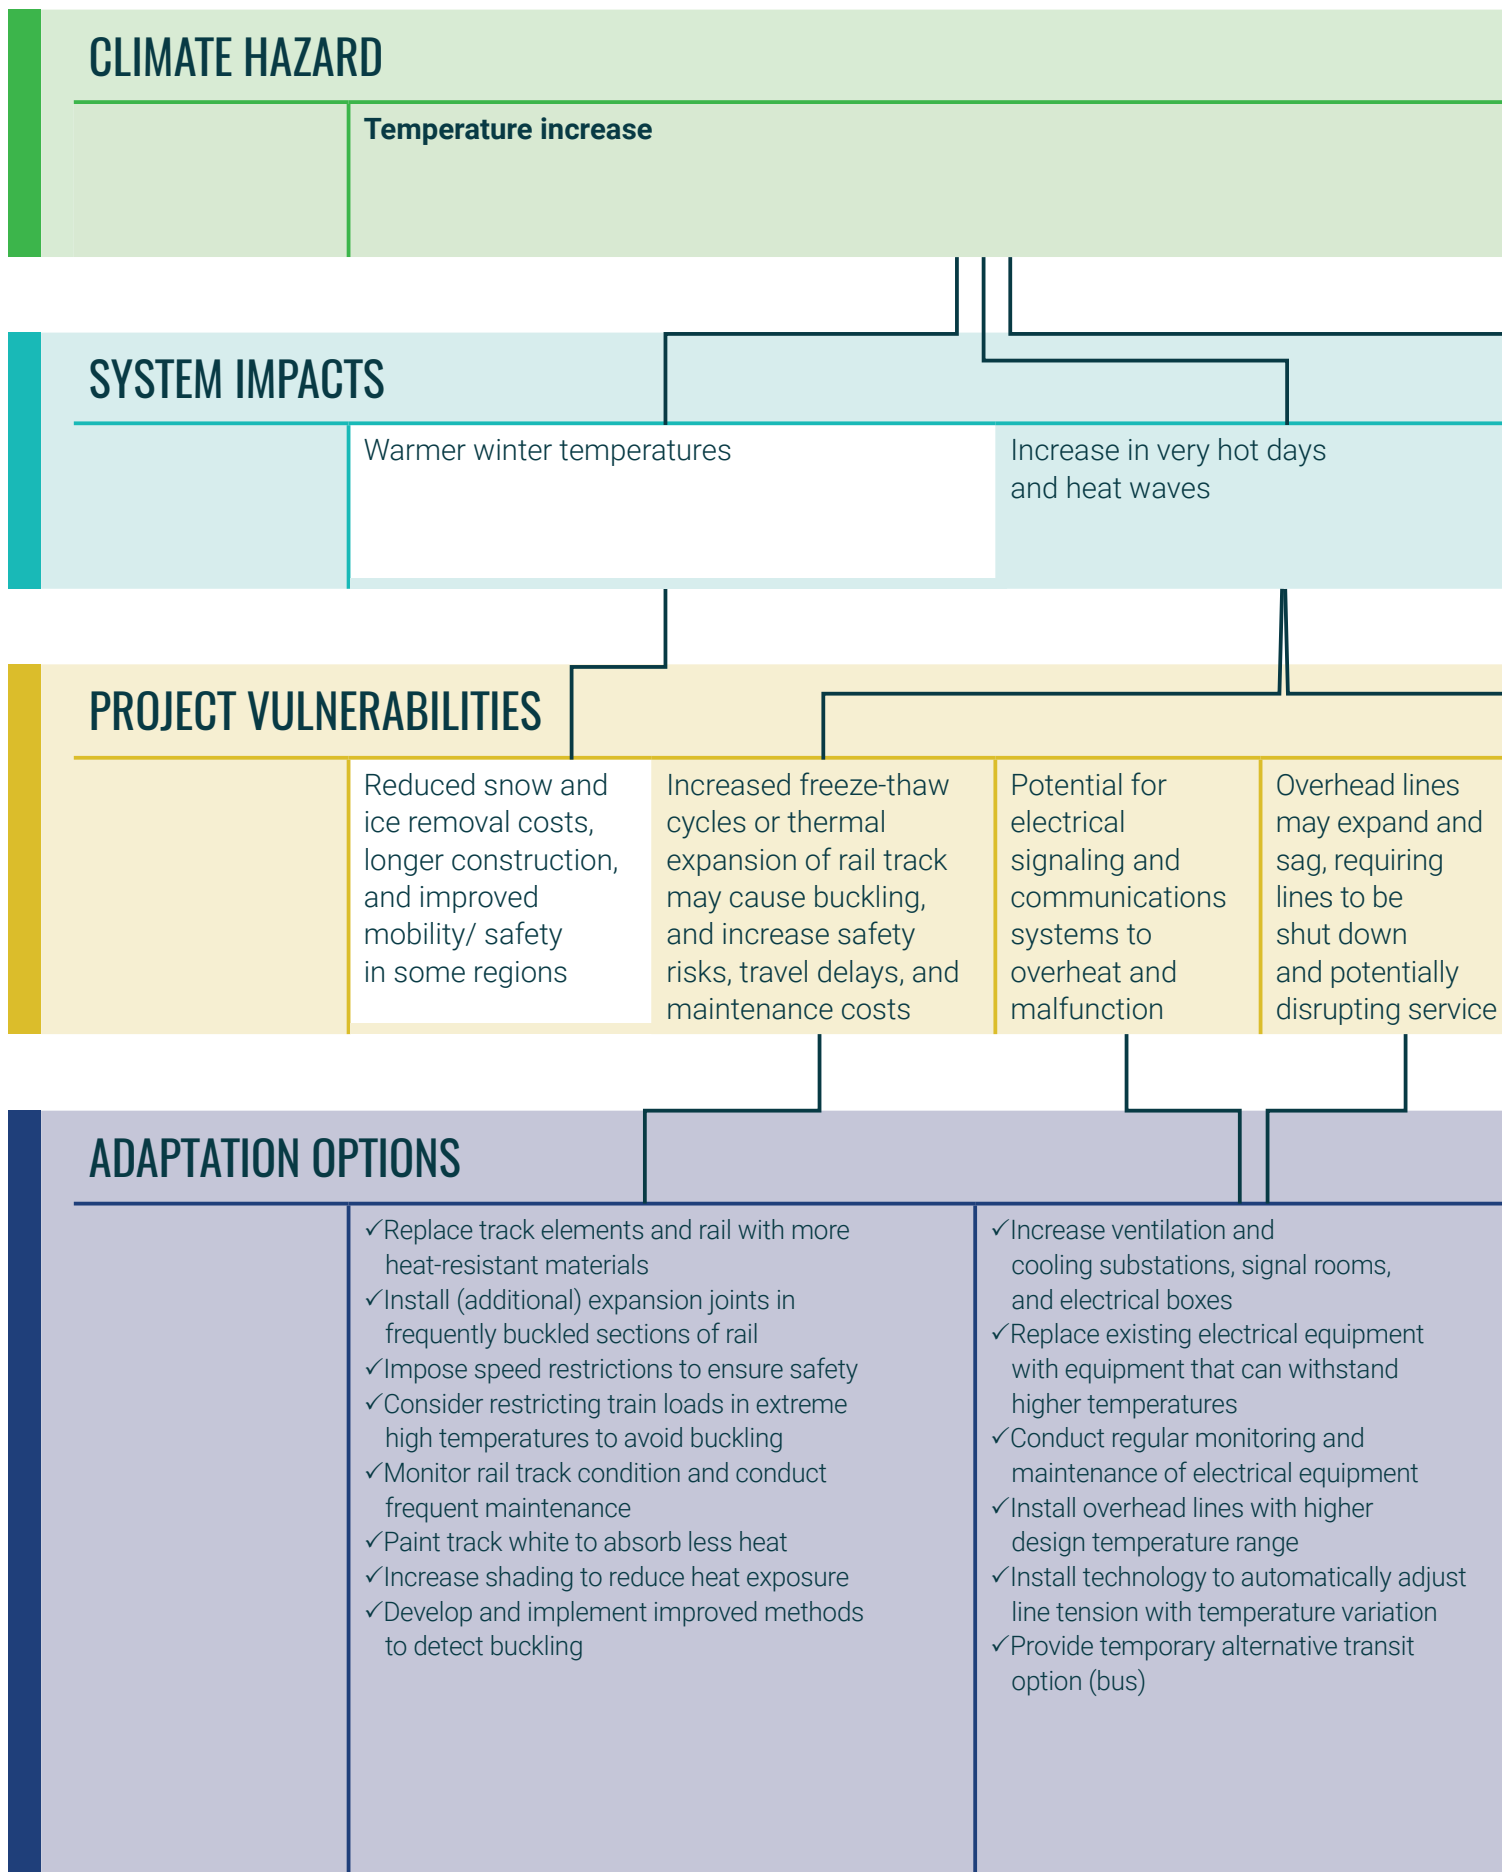 CLIMATE HAZARD
Temperature increase
SYSTEM IMPACTS
Warmer winter temperatures
Increase in very hot days
and heat waves
PROJECT VULNERABILITIES
Reduced snow and
ice removal costs,
longer construction,
and improved
mobility/ safety
in some regions
Increased freeze-thaw
cycles or thermal
expansion of rail track
may cause buckling,
and increase safety
risks, travel delays, and
maintenance costs
Potential for
electrical
signaling and
communications
systems to
overheat and
malfunction
Overhead lines
may expand and
sag, requiring
lines to be
shut down
and potentially
disrupting service
ADAPTATION OPTIONS
✓Replace track elements and rail with more
heat-resistant materials
✓Install (additional) expansion joints in
frequently buckled sections of rail
✓Impose speed restrictions to ensure safety
✓Consider restricting train loads in extreme
high temperatures to avoid buckling
✓Monitor rail track condition and conduct
frequent maintenance
✓Paint track white to absorb less heat
✓Increase shading to reduce heat exposure
✓Develop and implement improved methods
to detect buckling
✓Increase ventilation and
cooling substations, signal rooms,
and electrical boxes
✓Replace existing electrical equipment
with equipment that can withstand
higher temperatures
✓Conduct regular monitoring and
maintenance of electrical equipment
✓Install overhead lines with higher
design temperature range
✓Install technology to automatically adjust
line tension with temperature variation
✓Provide temporary alternative transit
option (bus)